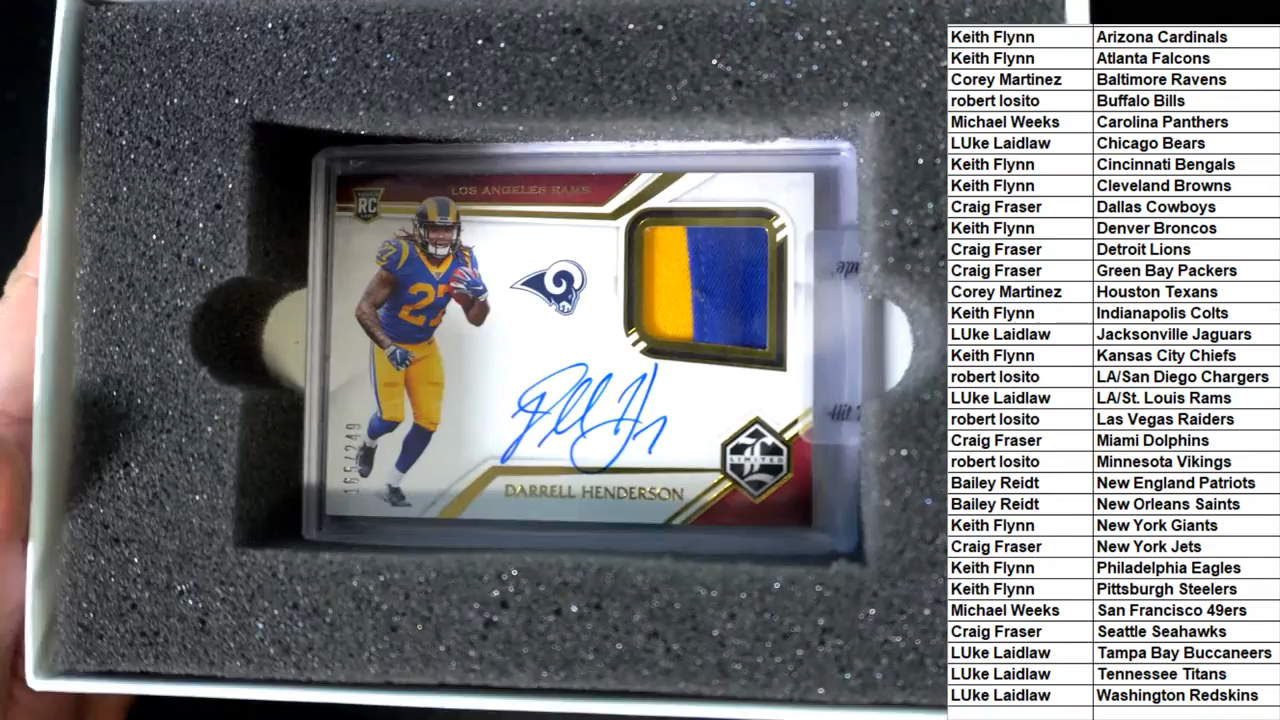 LOS ANGELES RAMS
RC
27
27
165/249
LIMITED
DARRELL HENDERSON
Keith Flynn Arizona Cardinals
Keith Flynn Atlanta Falcons
Corey Martinez Baltimore Ravens
robert losito Buffalo Bills
Michael Weeks Carolina Panthers
LUke Laidlaw Chicago Bears
Keith Flynn Cincinnati Bengals
Keith Flynn Cleveland Browns
Craig Fraser Dallas Cowboys
Keith Flynn Denver Broncos
Craig Fraser Detroit Lions
Craig Fraser Green Bay Packers
Corey Martinez Houston Texans
Keith Flynn Indianapolis Colts
LUke Laidlaw Jacksonville Jaguars
Keith Flynn Kansas City Chiefs
robert losito LA/San Diego Chargers
LUke Laidlaw LA/St. Louis Rams
robert losito Las Vegas Raiders
Craig Fraser Miami Dolphins
robert losito Minnesota Vikings
Bailey Reidt New England Patriots
Bailey Reidt New Orleans Saints
Keith Flynn New York Giants
Craig Fraser New York Jets
Keith Flynn Philadelphia Eagles
Keith Flynn Pittsburgh Steelers
Michael Weeks San Francisco 49ers
Craig Fraser Seattle Seahawks
LUke Laidlaw Tampa Bay Buccaneers
LUke Laidlaw Tennessee Titans
LUke Laidlaw Washington Redskins